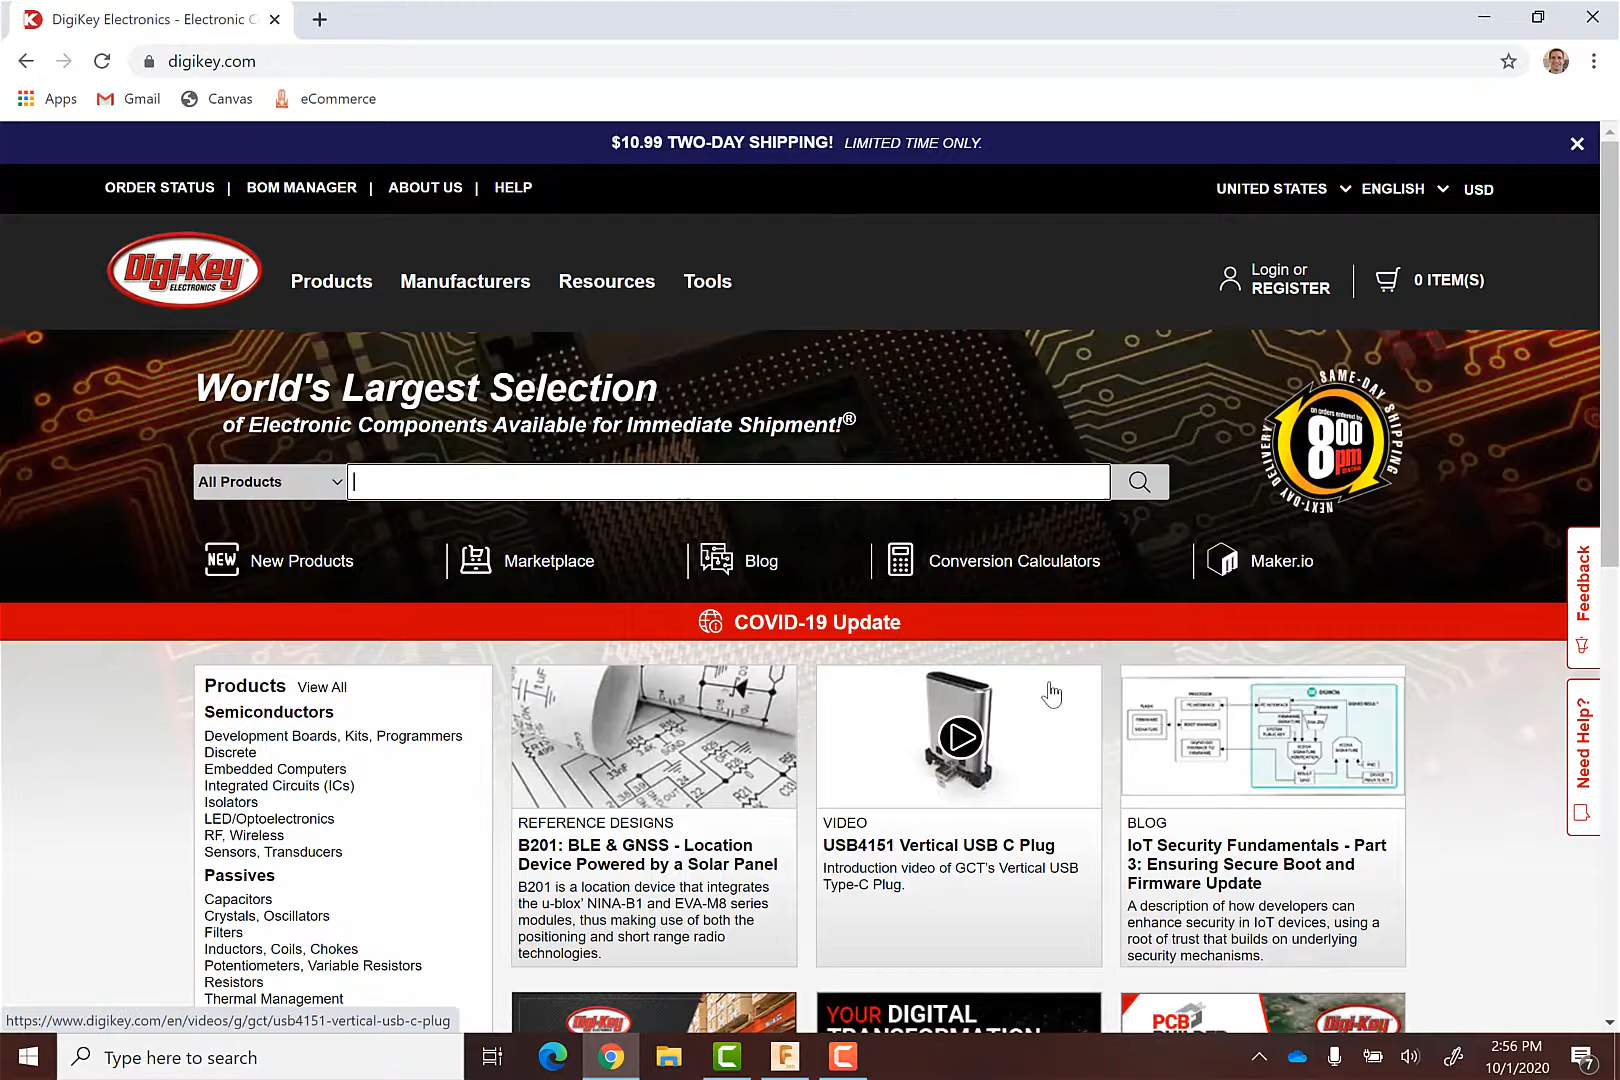 DigiKey Electronics - Electronic C
digikey.com
Apps Gmail Canvas eCommerce
$10.99 TWO-DAY SHIPPING! LIMITED TIME ONLY.
ORDER STATUS | BOM MANAGER | ABOUT US | HELP
UNITED STATES ENGLISH USD
Digi-Key
ELECTRONICS
Products Manufacturers Resources Tools
Login or
REGISTER
0 ITEM(S)
World's Largest Selection
of Electronic Components Available for Immediate Shipment!®
SAME-DAY SHIPPING
on orders entered by
8:00
pm
CENTRAL
NEXT-DAY DELIVERY
All Products
NEW New Products Marketplace Blog Conversion Calculators Maker.io
Feedback
COVID-19 Update
Need Help?
Products View All
Semiconductors
Development Boards, Kits, Programmers
Discrete
Embedded Computers
Integrated Circuits (ICs)
Isolators
LED/Optoelectronics
RF, Wireless
Sensors, Transducers
Passives
Capacitors
Crystals, Oscillators
Filters
Inductors, Coils, Chokes
Potentiometers, Variable Resistors
Resistors
Thermal Management
REFERENCE DESIGNS
B201: BLE & GNSS - Location
Device Powered by a Solar Panel
B201 is a location device that integrates
the u-blox' NINA-B1 and EVA-M8 series
modules, thus making use of both the
positioning and short range radio
technologies.
VIDEO
USB4151 Vertical USB C Plug
Introduction video of GCT's Vertical USB
Type-C Plug.
BLOG
IoT Security Fundamentals - Part
3: Ensuring Secure Boot and
Firmware Update
A description of how developers can
enhance security in IoT devices, using a
root of trust that builds on underlying
security mechanisms.
Digi-Key
YOUR DIGITAL
TRANSFORMATION
PCB
Digi-Key
https://www.digikey.com/en/videos/g/gct/usb4151-vertical-usb-c-plug
Type here to search
2:56 PM
10/1/2020
7